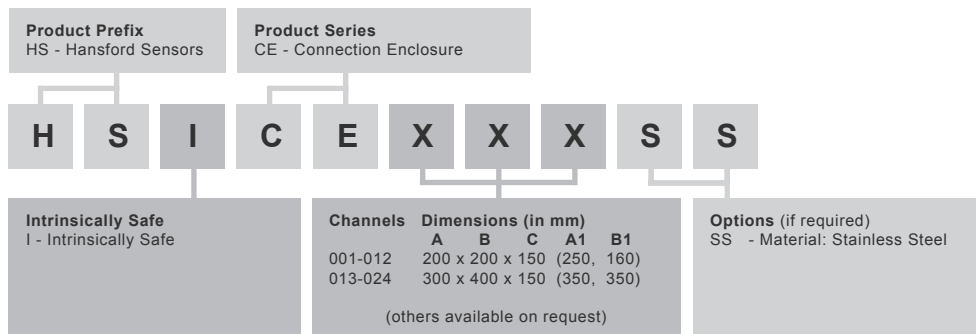 Product Prefix
HS - Hansford Sensors
Product Series
CE - Connection Enclosure
H S I C E X X X S S
Intrinsically Safe
I - Intrinsically Safe
Channels Dimensions (in mm)
A B C A1 B1
001-012 200 x 200 x 150 (250, 160)
013-024 300 x 400 x 150 (350, 350)
(others available on request)
Options (if required)
SS - Material: Stainless Steel